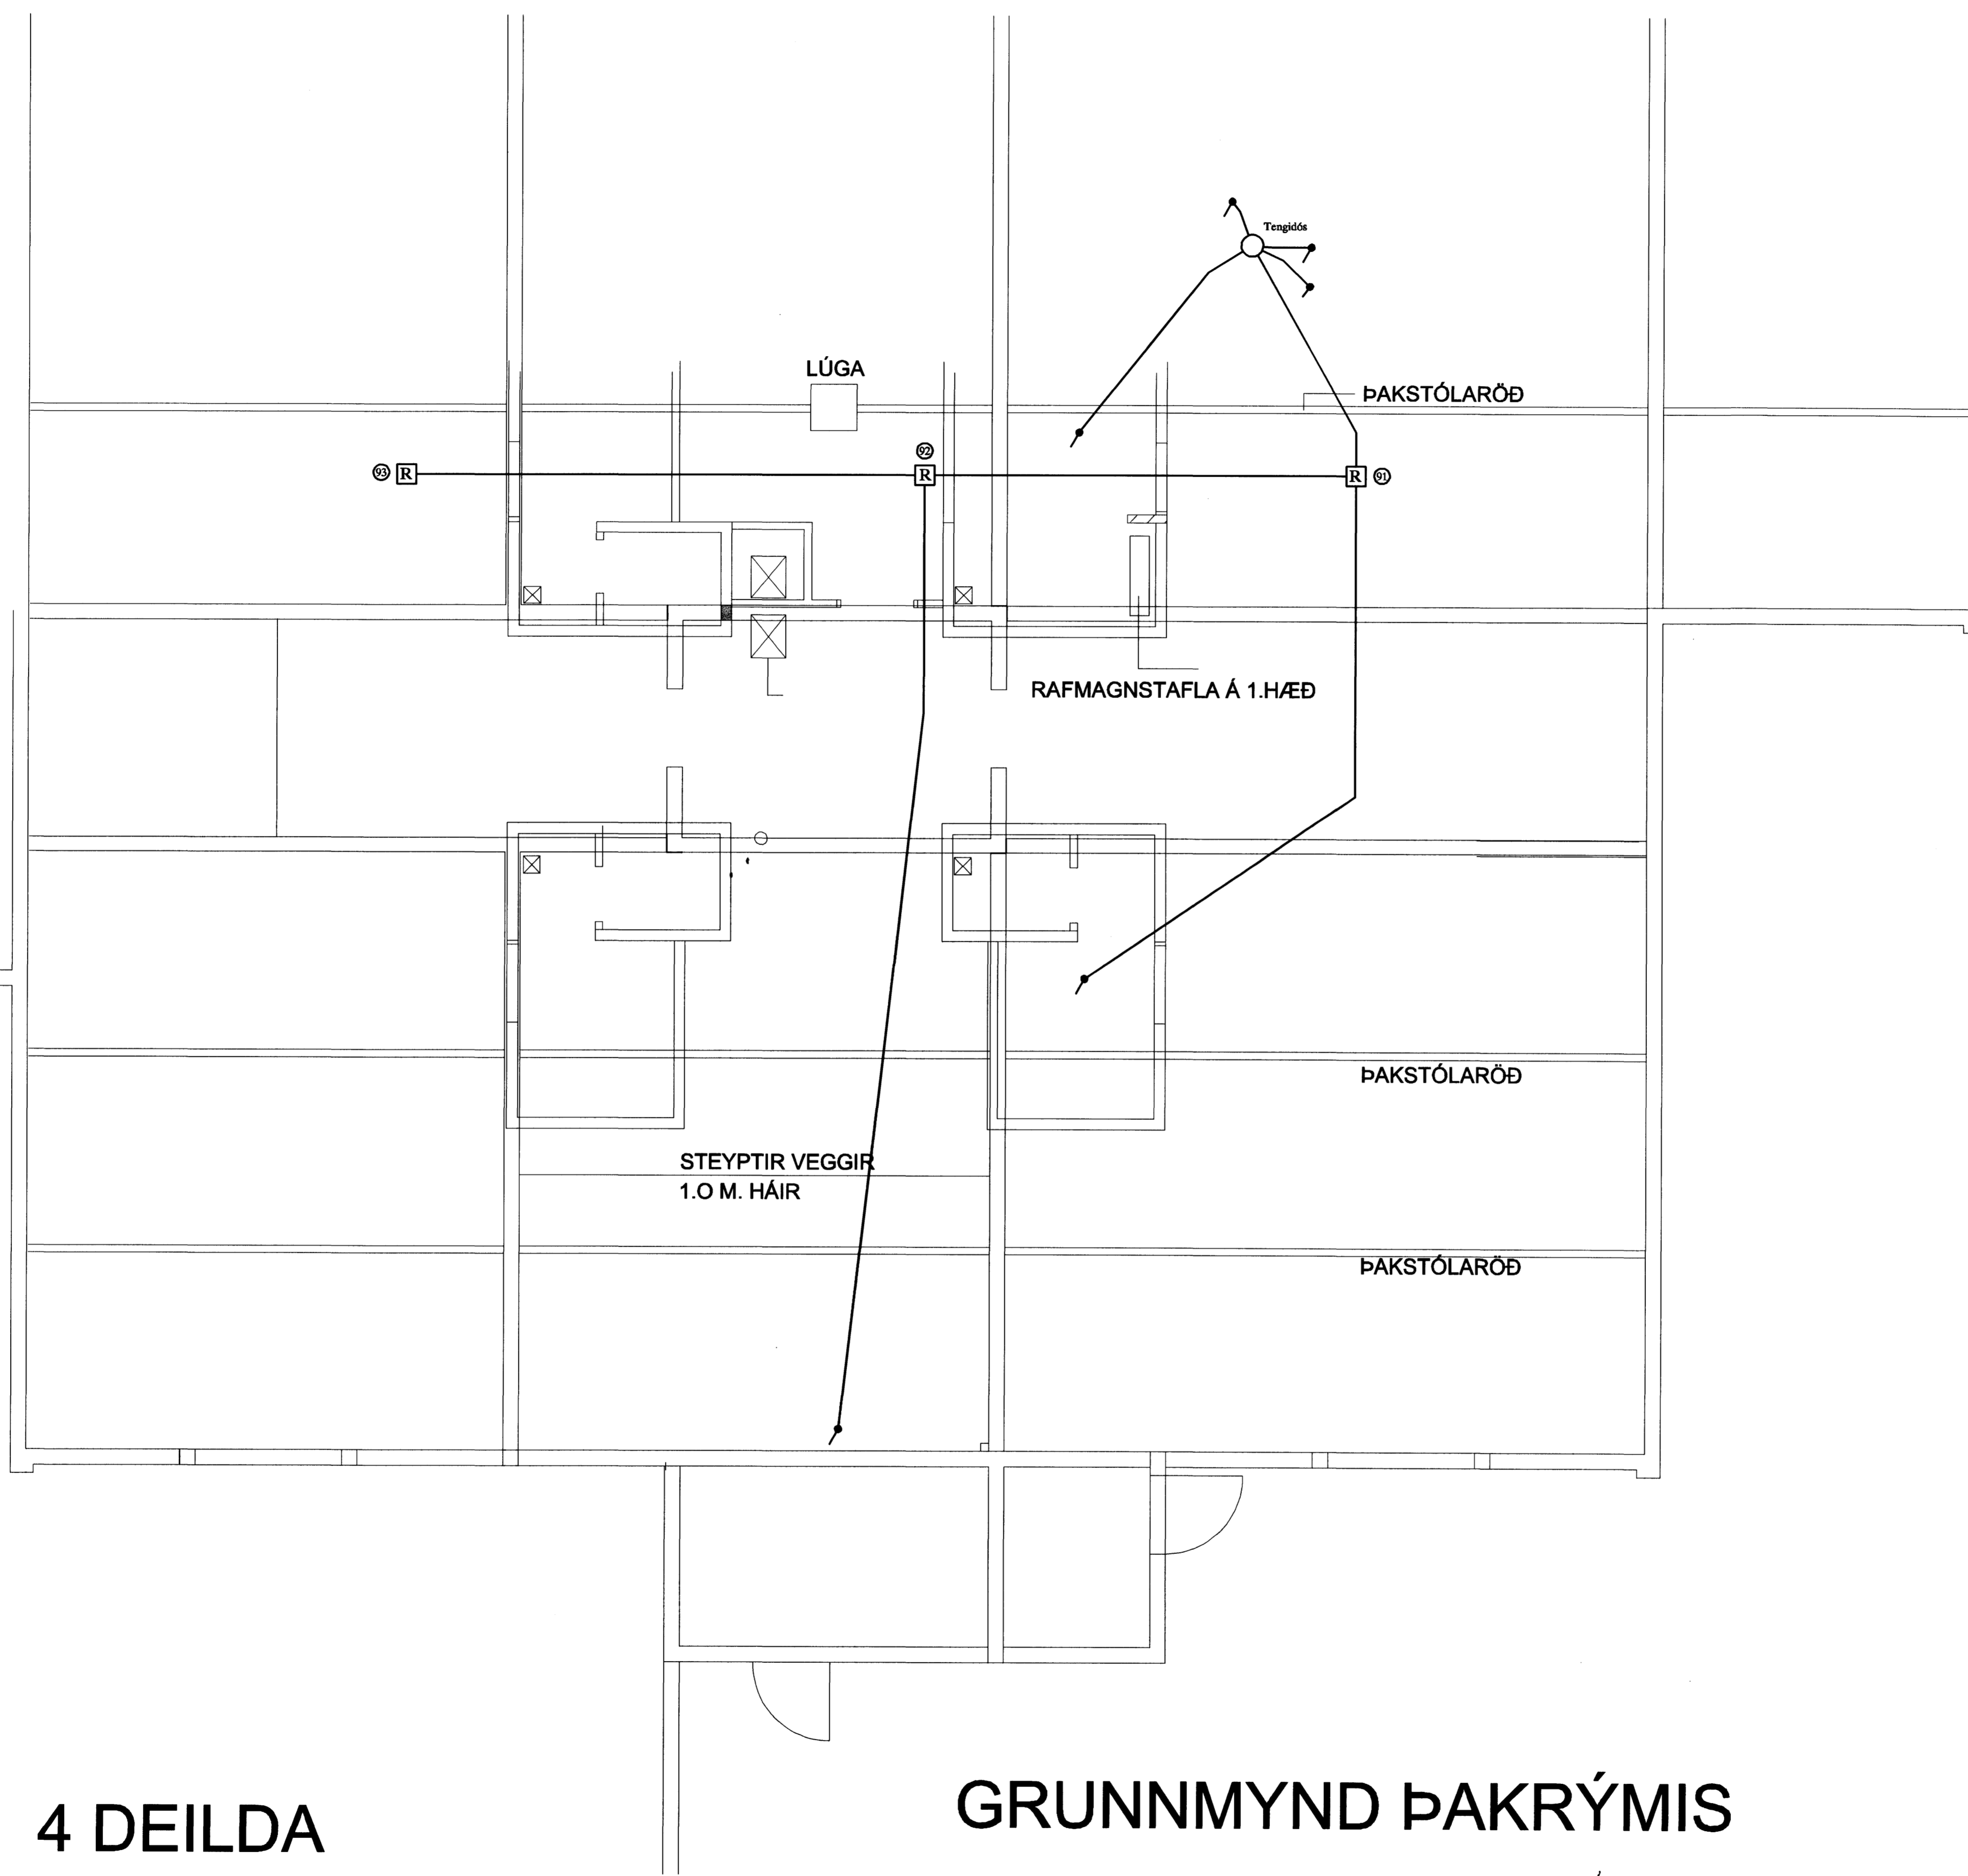 Tengidós
LÚGA
ÞAKSTÓLARÖÐ
92
93 R
R
R 91
RAFMAGNSTAFLA Á 1.HÆÐ
ÞAKSTÓLARÖÐ
STEYPTIR VEGGIR
1.O M. HÁIR
ÞAKSTÓLARÖÐ
GRUNNMYND ÞAKRÝMIS
4 DEILDA